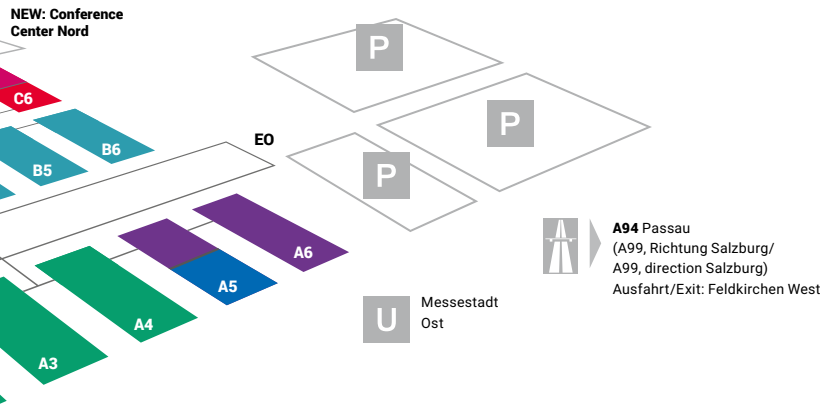 NEW: Conference
Center Nord
P
C6
P
B6
EO
B5
P
A94 Passau
(A99, Richtung Salzburg/
A99, direction Salzburg)
Ausfahrt/Exit: Feldkirchen West
A6
A5
Messestadt
Ost
U
A4
A3